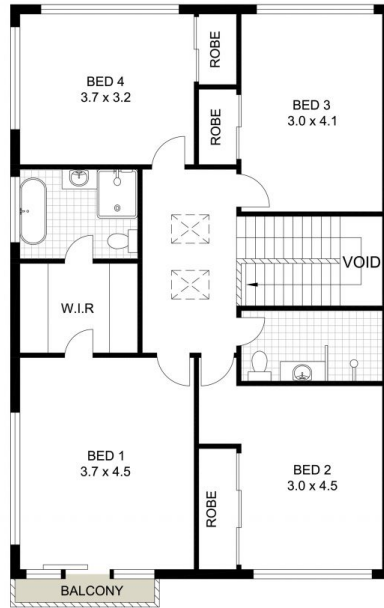 BED 4
3.7 x 3.2
ROBE
ROBE
BED 3
3.0 x 4.1
VOID
W.I.R
BED 1
3.7 x 4.5
ROBE
BED 2
3.0 x 4.5
BALCONY